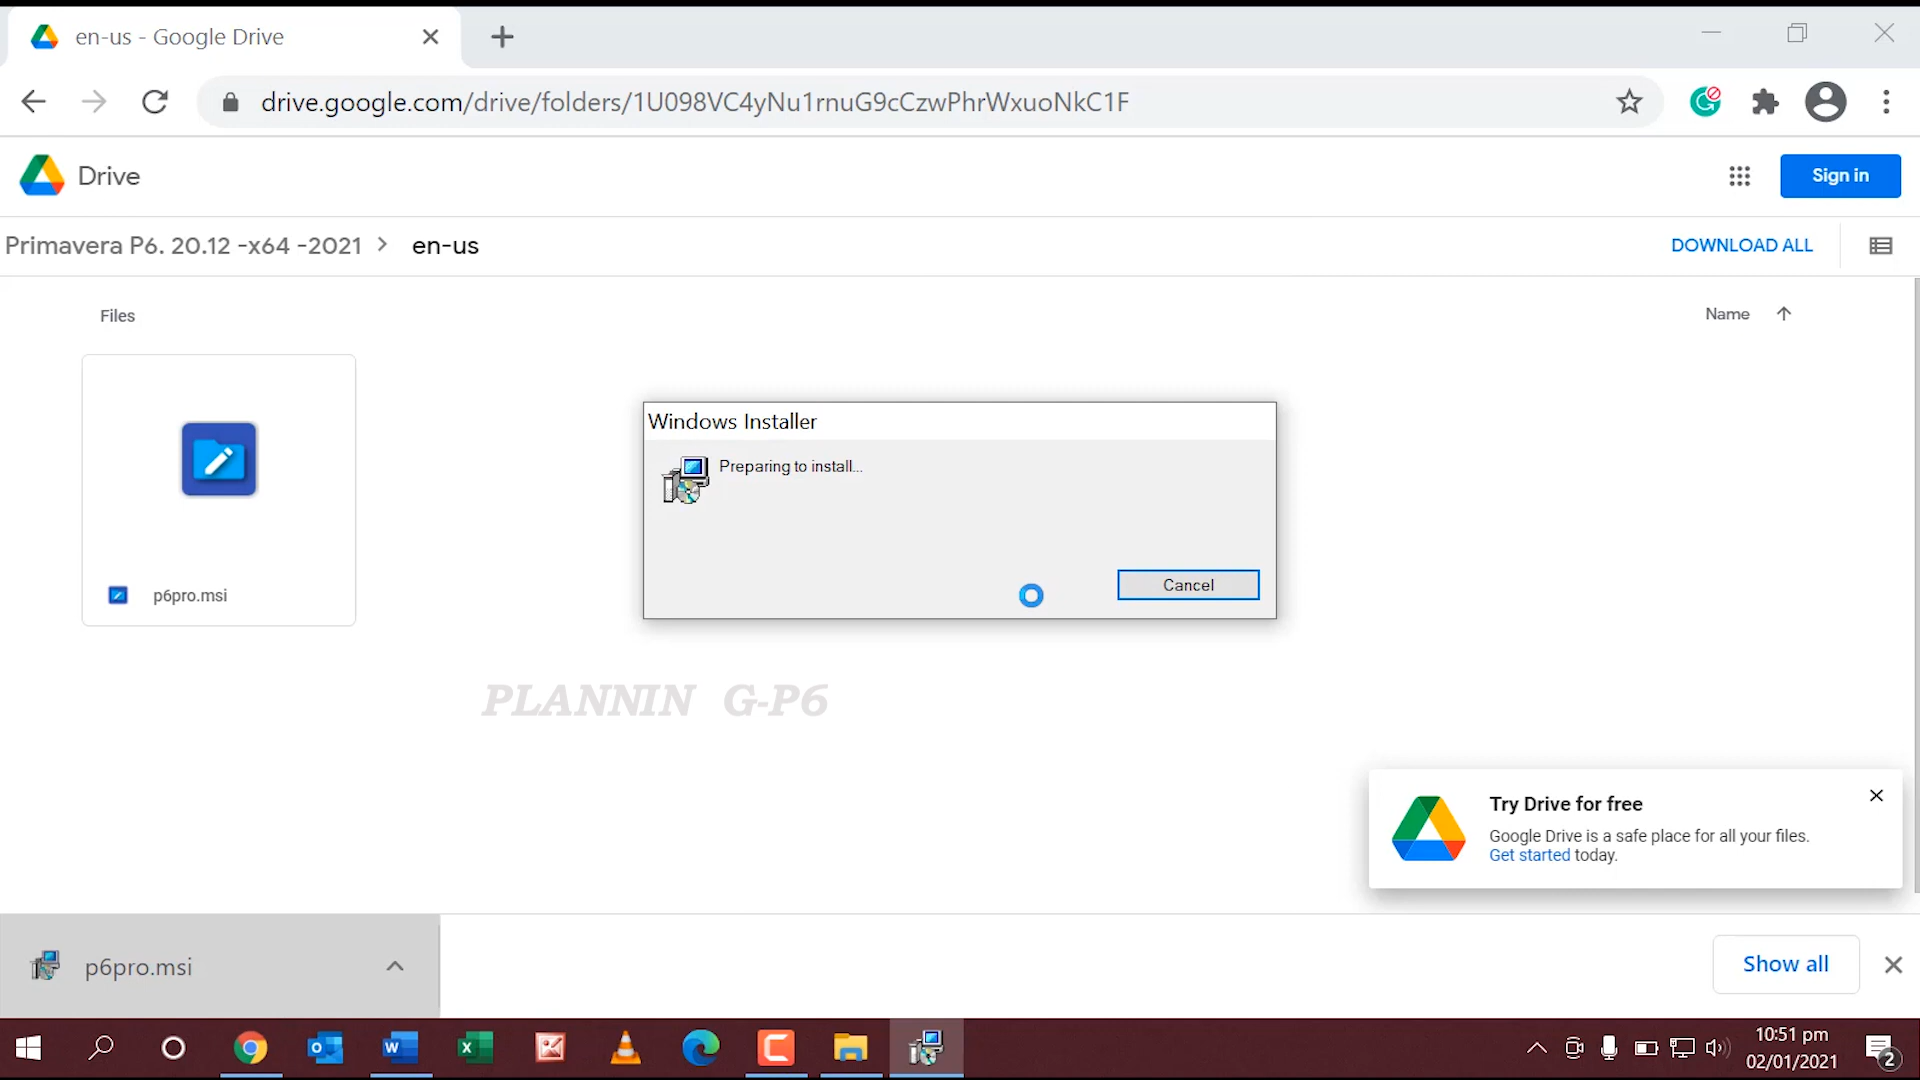 en-us - Google Drive
drive.google.com/drive/folders/1U098VC4yNu1rnuG9cCzwPhrWxuoNkC1F
Drive
Sign in
Primavera P6. 20.12 -x64 -2021 > en-us
DOWNLOAD ALL
Files
Name
Windows Installer
Preparing to install...
Cancel
p6pro.msi
PLANNIN G-P6
Try Drive for free
Google Drive is a safe place for all your files.
Get started today.
p6pro.msi
Show all
10:51 pm
02/01/2021
2